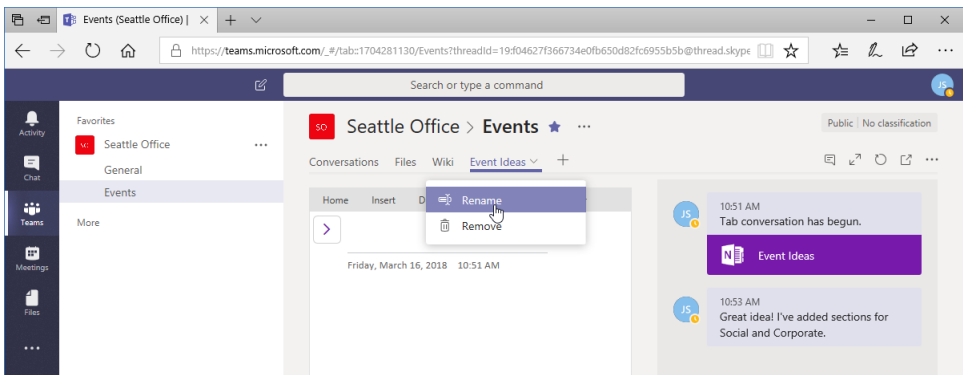 Events (Seattle Office) |
https://teams.microsoft.com/_#/tab::1704281130/Events?threadId=19:f04627f366734e0fb650d82fc6955b5b@thread.skype
Search or type a command
JS
Activity
Chat
Teams
Meetings
Files
Favorites
SO
Seattle Office
General
Events
More
SO
Seattle Office > Events
Public
No classification
Conversations
Files
Wiki
Event Ideas
Home
Insert
D
Rename
Remove
Friday, March 16, 2018
10:51 AM
JS
10:51 AM
Tab conversation has begun.
N
Event Ideas
JS
10:53 AM
Great idea! I've added sections for
Social and Corporate.